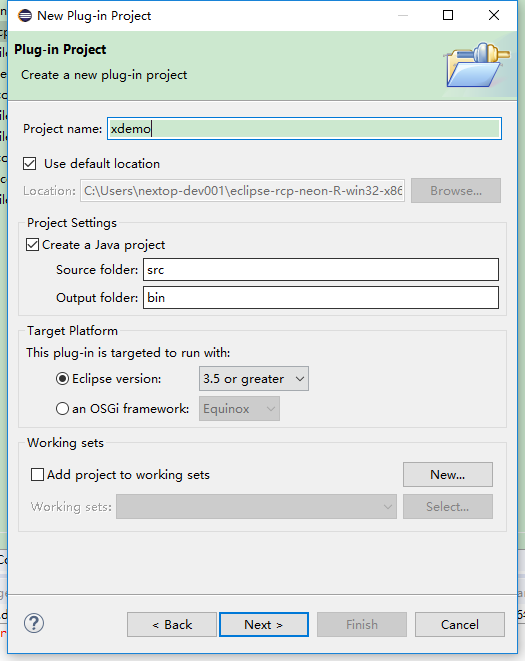 New Plug-in Project
Plug-in Project
Create a new plug-in project
Project name: xdemo
Use default location
Location: C:\Users\nextop-dev001\eclipse-rcp-neon-R-win32-x86 Browse...
Project Settings
Create a Java project
Source folder: src
Output folder: bin
Target Platform
This plug-in is targeted to run with:
Eclipse version: 3.5 or greater
an OSGi framework: Equinox
Working sets
Add project to working sets New...
Working sets: Select...
? < Back Next > Finish Cancel